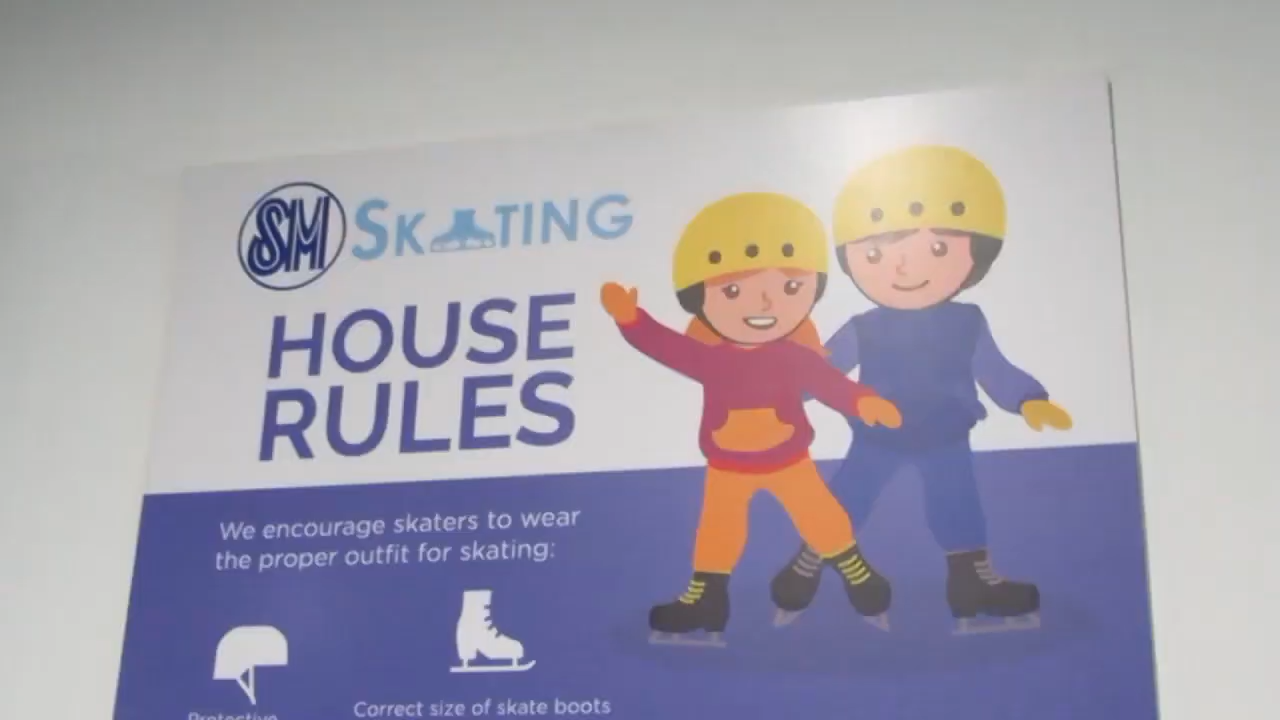 SM SKATING
HOUSE
RULES
We encourage skaters to wear
the proper outfit for skating:
Protective
Correct size of skate boots